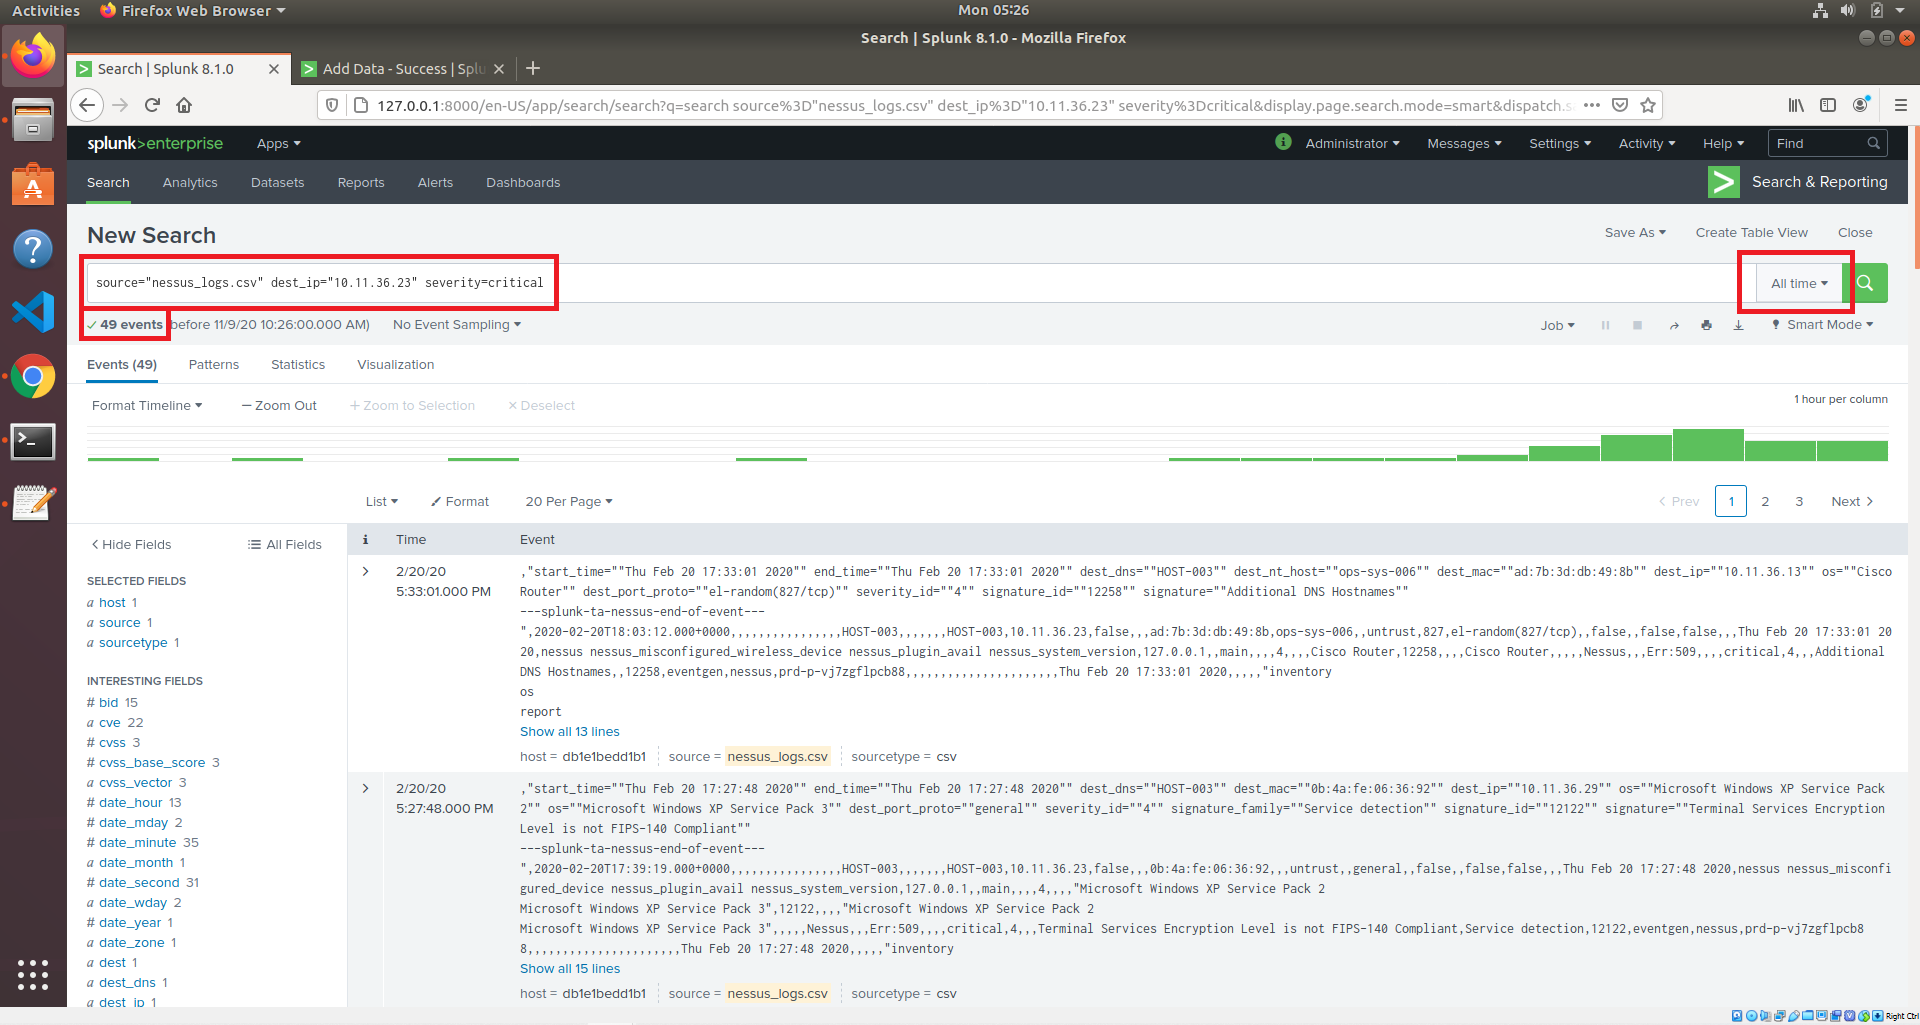 Activities Firefox Web Browser Mon 05:26
Search | Splunk 8.1.0 - Mozilla Firefox
Search | Splunk 8.1.0 Add Data - Success | Splu
127.0.0.1:8000/en-US/app/search/search?q=search source%3D"nessus_logs.csv" dest_ip%3D"10.11.36.23" severity%3Dcritical&display.page.search.mode=smart&dispatch.s
splunk>enterprise Apps Administrator Messages Settings Activity Help Find
Search Analytics Datasets Reports Alerts Dashboards Search & Reporting
New Search Save As Create Table View Close
source="nessus_logs.csv" dest_ip="10.11.36.23" severity=critical All time
✓ 49 events before 11/9/20 10:26:00.000 AM) No Event Sampling Job Smart Mode
Events (49) Patterns Statistics Visualization
Format Timeline — Zoom Out + Zoom to Selection × Deselect 1 hour per column
List Format 20 Per Page < Prev 1 2 3 Next >
< Hide Fields All Fields
i Time Event
SELECTED FIELDS
a host 1
a source 1
a sourcetype 1
INTERESTING FIELDS
# bid 15
a cve 22
# cvss 3
# cvss_base_score 3
a cvss_vector 3
# date_hour 13
# date_mday 2
# date_minute 35
a date_month 1
# date_second 31
a date_wday 2
# date_year 1
a date_zone 1
a dest 1
a dest_dns 1
a dest_ip 1
2/20/20
5:33:01.000 PM
,"start_time=""Thu Feb 20 17:33:01 2020"" end_time=""Thu Feb 20 17:33:01 2020"" dest_dns=""HOST-003"" dest_nt_host=""ops-sys-006"" dest_mac=""ad:7b:3d:db:49:8b"" dest_ip=""10.11.36.13"" os=""Cisco
Router"" dest_port_proto=""el-random(827/tcp)"" severity_id=""4"" signature_id=""12258"" signature=""Additional DNS Hostnames""
---splunk-ta-nessus-end-of-event---
",2020-02-20T18:03:12.000+0000,,,,,,,,,,,,,,,,HOST-003,,,,,,,HOST-003,10.11.36.23,false,,,ad:7b:3d:db:49:8b,ops-sys-006,,untrust,827,el-random(827/tcp),,false,,false,false,,,Thu Feb 20 17:33:01 20
20,nessus nessus_misconfigured_wireless_device nessus_plugin_avail nessus_system_version,127.0.0.1,,main,,,,4,,,,Cisco Router,12258,,,,Cisco Router,,,,,Nessus,,,Err:509,,,,critical,4,,,Additional
DNS Hostnames,,12258,eventgen,nessus,prd-p-vj7zgflpcb88,,,,,,,,,,,,,,,,,,,,,,Thu Feb 20 17:33:01 2020,,,,,"inventory
os
report
Show all 13 lines
host = db1e1bedd1b1 source = nessus_logs.csv sourcetype = csv
2/20/20
5:27:48.000 PM
,"start_time=""Thu Feb 20 17:27:48 2020"" end_time=""Thu Feb 20 17:27:48 2020"" dest_dns=""HOST-003"" dest_mac=""0b:4a:fe:06:36:92"" dest_ip=""10.11.36.29"" os=""Microsoft Windows XP Service Pack
2"" os=""Microsoft Windows XP Service Pack 3"" dest_port_proto=""general"" severity_id=""4"" signature_family=""Service detection"" signature_id=""12122"" signature=""Terminal Services Encryption
Level is not FIPS-140 Compliant""
---splunk-ta-nessus-end-of-event---
",2020-02-20T17:39:19.000+0000,,,,,,,,,,,,,,,,HOST-003,,,,,,,HOST-003,10.11.36.23,false,,,0b:4a:fe:06:36:92,,,untrust,,general,,false,,false,false,,,Thu Feb 20 17:27:48 2020,nessus nessus_misconfi
gured_device nessus_plugin_avail nessus_system_version,127.0.0.1,,main,,,,4,,,,"Microsoft Windows XP Service Pack 2
Microsoft Windows XP Service Pack 3",12122,,,,"Microsoft Windows XP Service Pack 2
Microsoft Windows XP Service Pack 3",,,,,Nessus,,,Err:509,,,,critical,4,,,Terminal Services Encryption Level is not FIPS-140 Compliant,Service detection,12122,eventgen,nessus,prd-p-vj7zgflpcb8
8,,,,,,,,,,,,,,,,,,,,,,Thu Feb 20 17:27:48 2020,,,,,"inventory
Show all 15 lines
host = db1e1bedd1b1 source = nessus_logs.csv sourcetype = csv
Right Ctrl